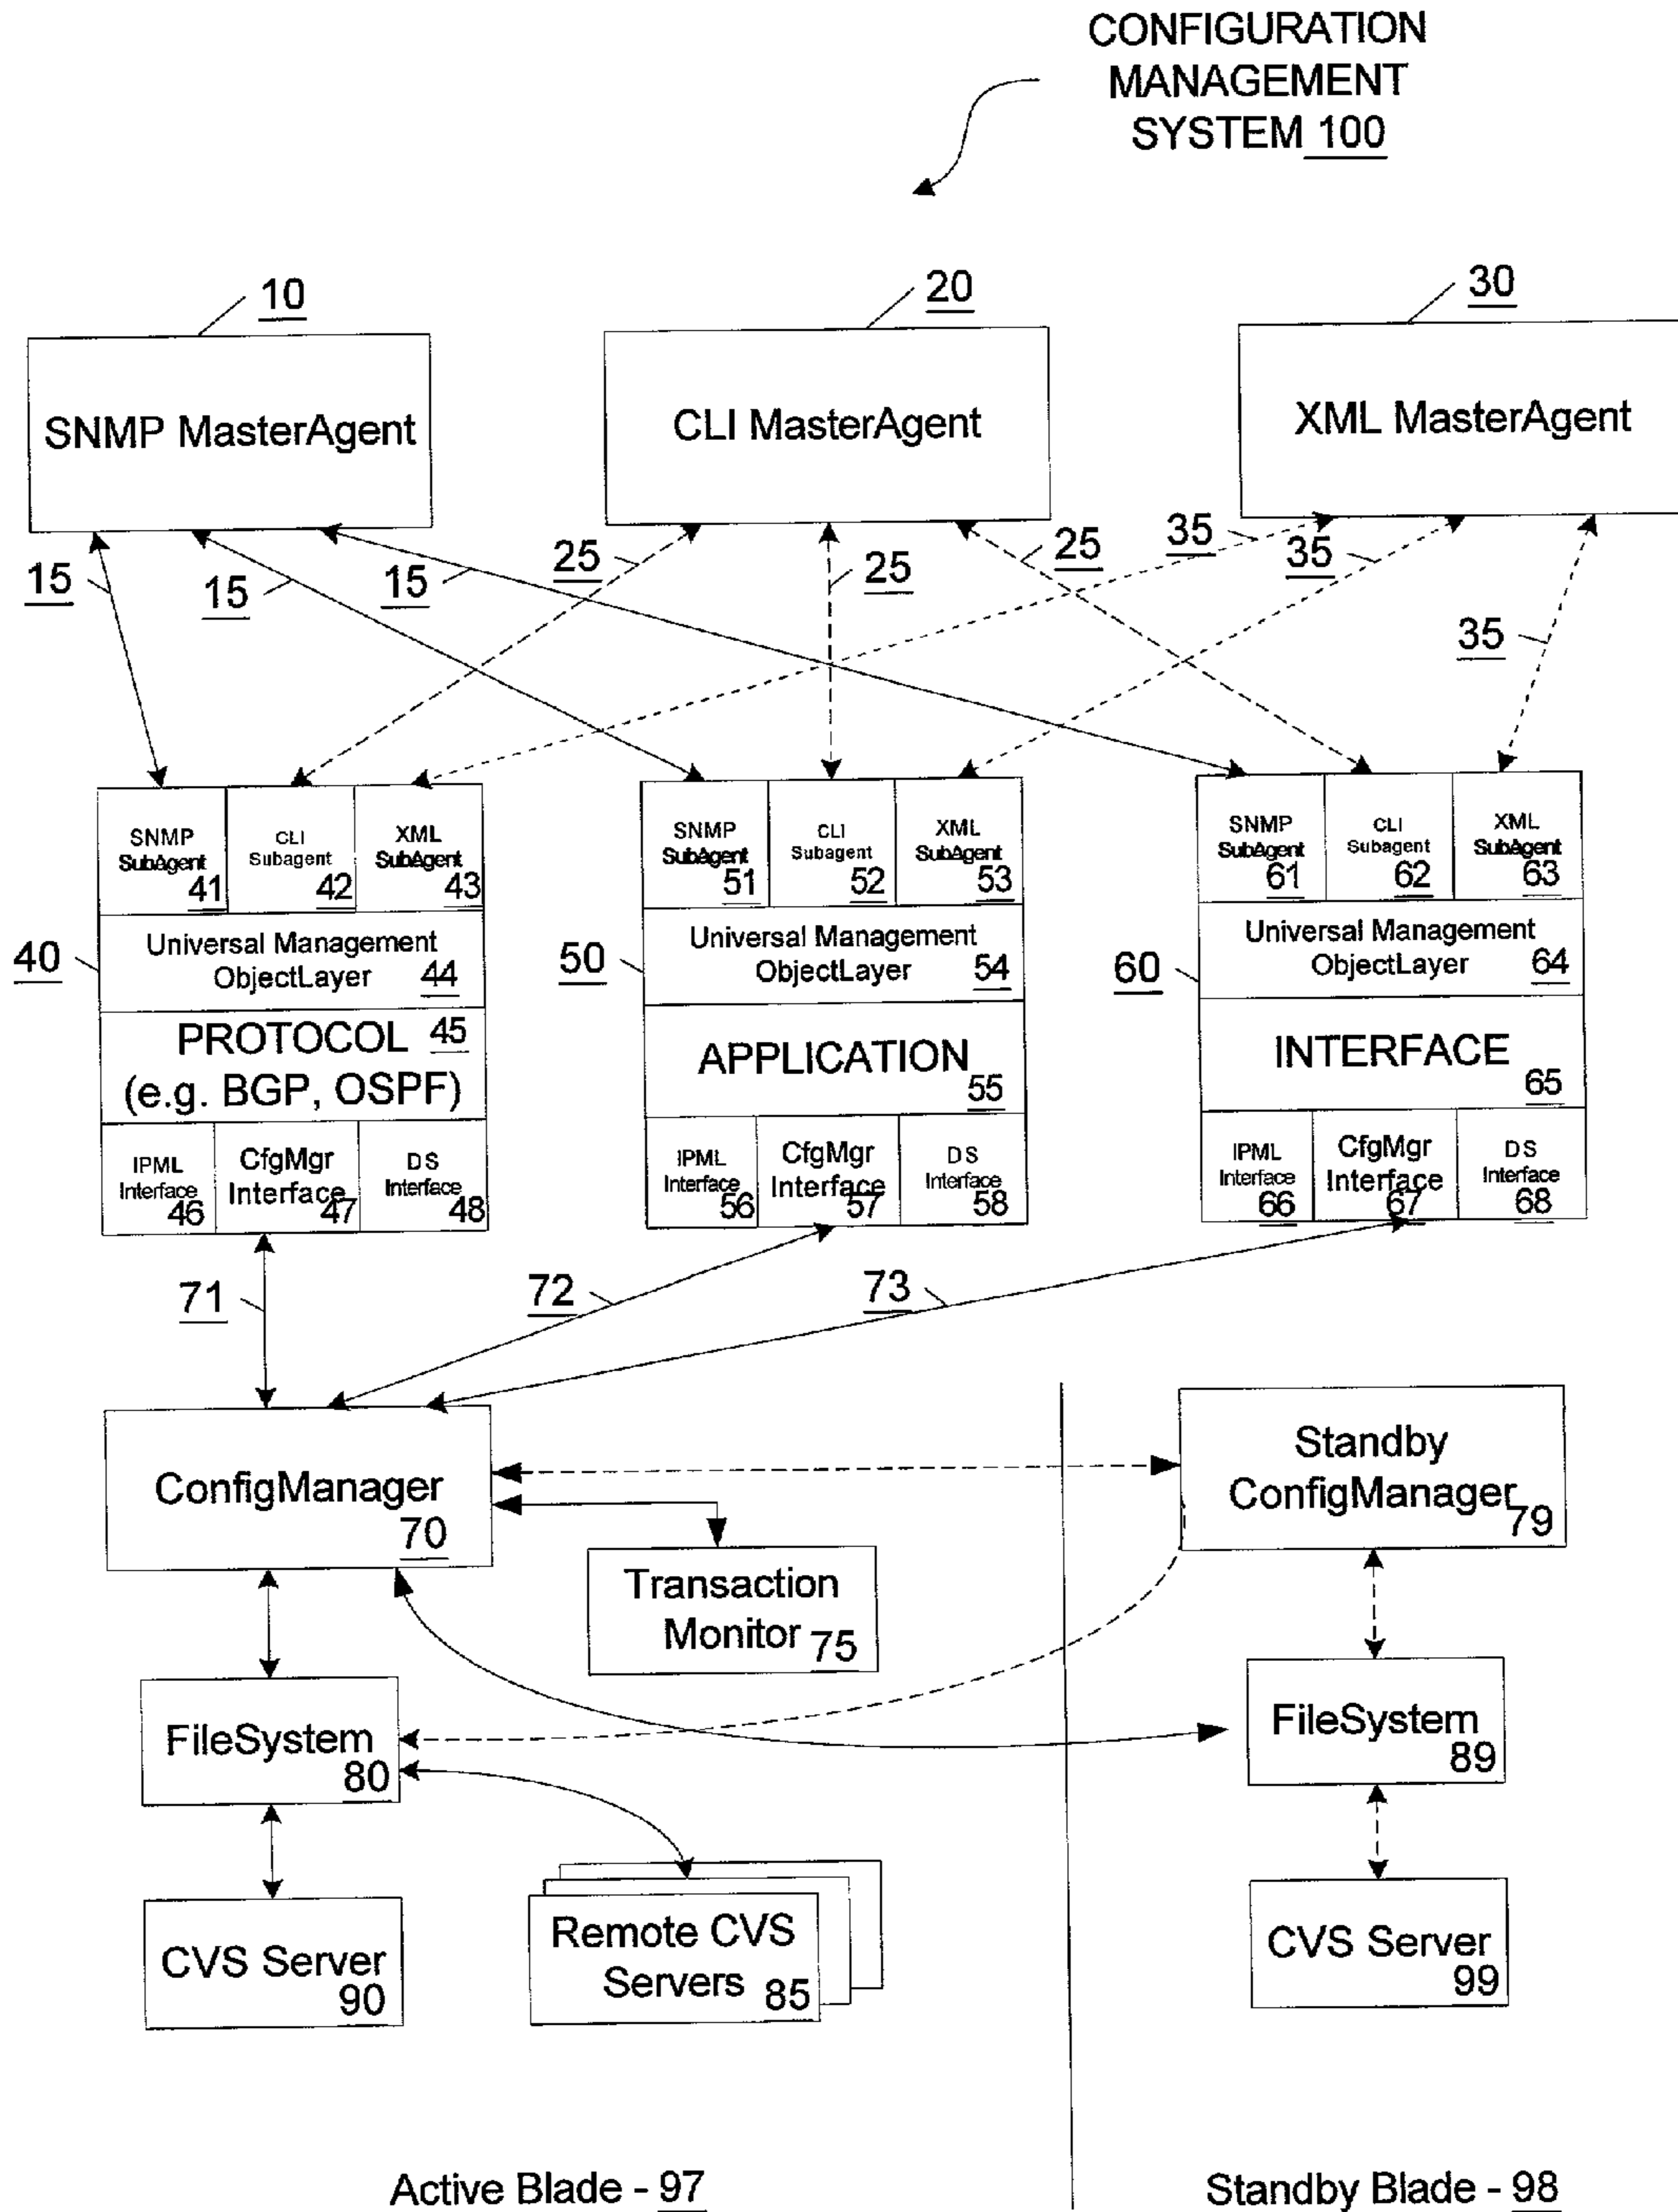 CONFIGURATION
MANAGEMENT
SYSTEM 100
10
20
30
SNMP MasterAgent
CLI MasterAgent
XML MasterAgent
15
15
25
15
25
35
35
25
35
SNMP
SubAgent
41
CLI
Subagent
42
XML
SubAgent
43
Universal Management
ObjectLayer 44
40
PROTOCOL 45
(e.g. BGP, OSPF)
IPML
Interface
46
CfgMgr
Interface
47
DS
Interface
48
SNMP
SubAgent
51
CLI
Subagent
52
XML
SubAgent
53
Universal Management
ObjectLayer 54
50
APPLICATION
55
IPML
Interface
56
CfgMgr
Interface
57
DS
Interface
58
SNMP
SubAgent
61
CLI
Subagent
62
XML
SubAgent
63
Universal Management
ObjectLayer 64
60
INTERFACE
65
IPML
Interface
66
CfgMgr
Interface
67
DS
Interface
68
71
72
73
ConfigManager
70
Standby
ConfigManager
79
Transaction
Monitor 75
FileSystem
80
FileSystem
89
CVS Server
90
Remote CVS
Servers 85
CVS Server
99
Active Blade - 97
Standby Blade - 98